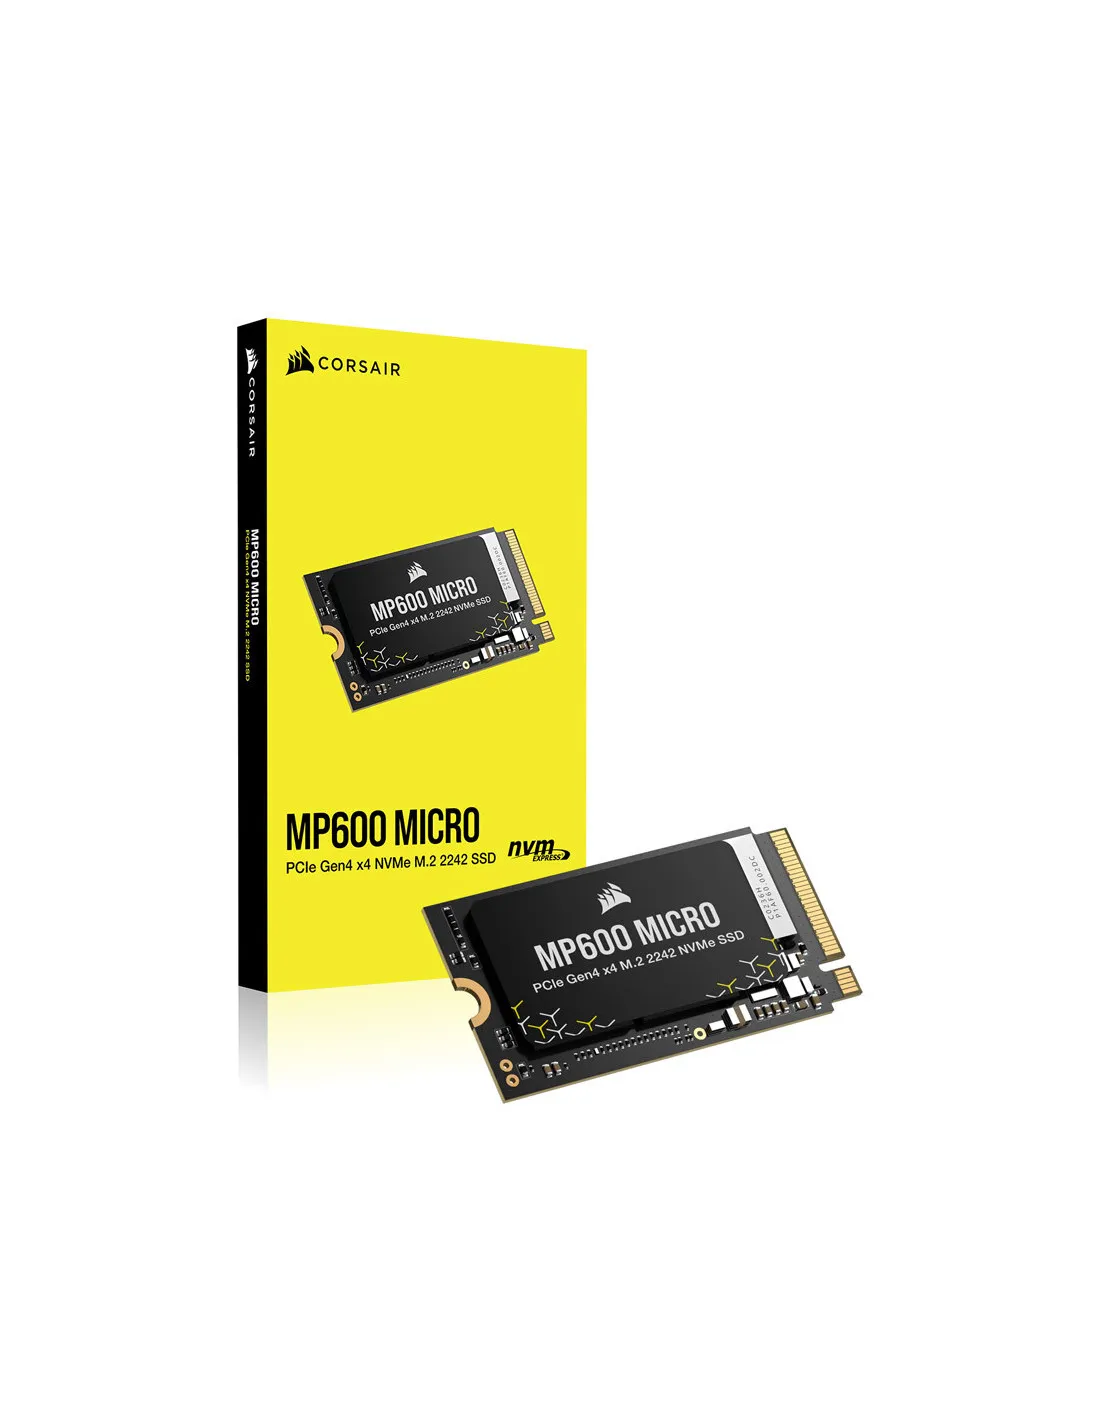 CORSAIR
MP600 MICRO
PCIe Gen4 x4 NVMe M.2 2242 SSD
CORSAIR
MP600 MICRO
PCIe Gen4 x4 M.2 2242 NVMe SSD
MP600 MICRO
PCIe Gen4 x4 NVMe M.2 2242 SSD
nvm
EXPRESS
MP600 MICRO
PCIe Gen4 x4 M.2 2242 NVMe SSD